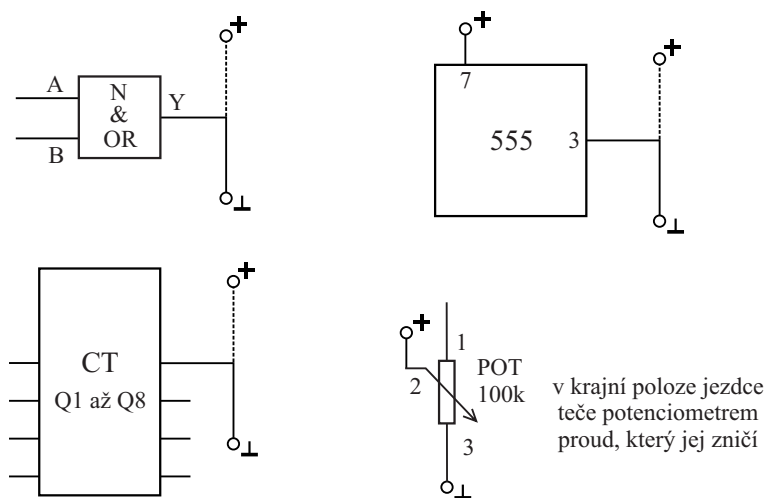 +
A
N
&
OR
Y
B
⊥
+
7
555
3
+
⊥
CT
Q1 až Q8
+
⊥
+
1
2
POT
100k
3
⊥
v krajní poloze jezdce
teče potenciometrem
proud, který jej zničí